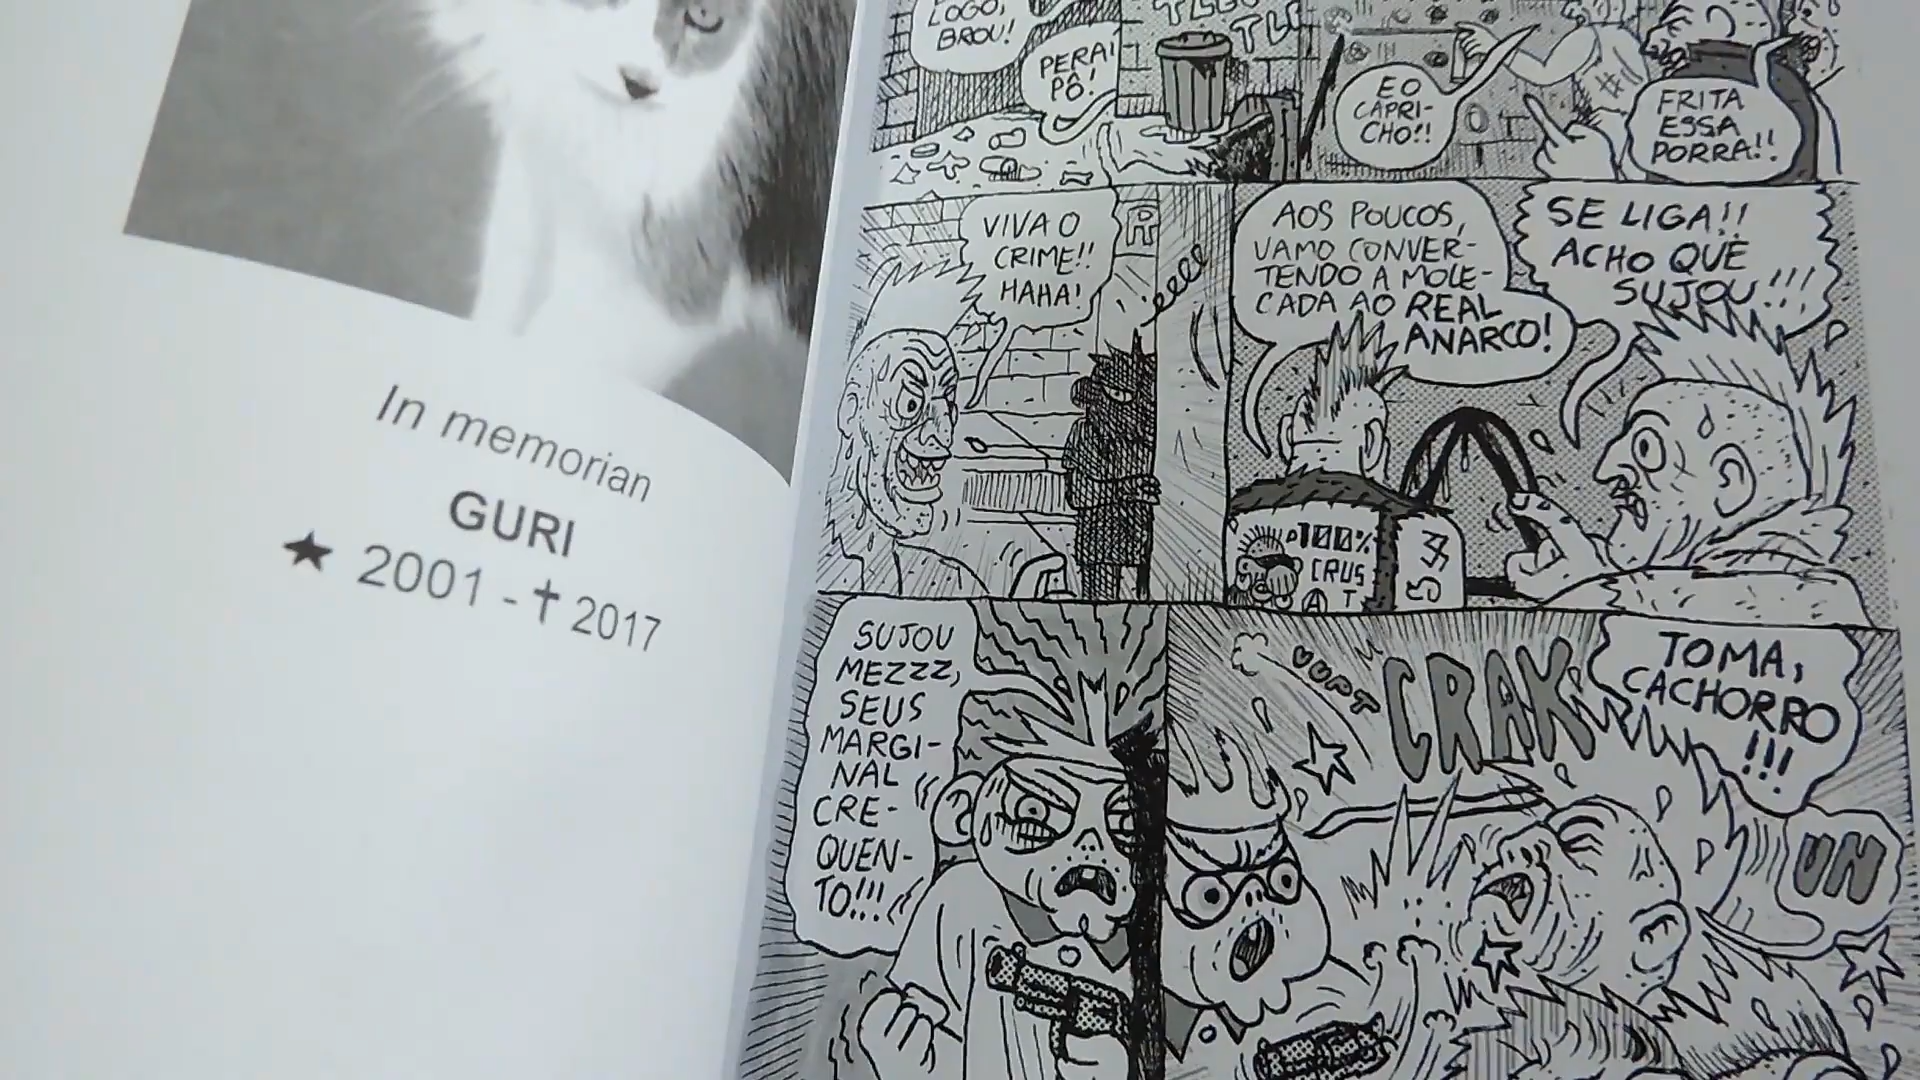 In memorian
GURI
★ 2001 - ✝ 2017
LOGO,
BROU!
PERAÍ
PÔ!
E O
CAPRI-
CHO!!
FRITA
ESSA
PORRA!!
VIVA O
CRIME!!
HAHA!
AOS POUCOS,
VAMO CONVER-
TENDO A MOLE-
CADA AO REAL
ANARCO!
SE LIGA!!
ACHO QUE
SUJOU!!!
100%
CRUS
T
SUJOU
MEZZZ,
SEUS
MARGI-
NAL
CRE-
QUEN-
TO!!!
VUPT
CRAK
TOMA,
CACHORRO
!!!
UH